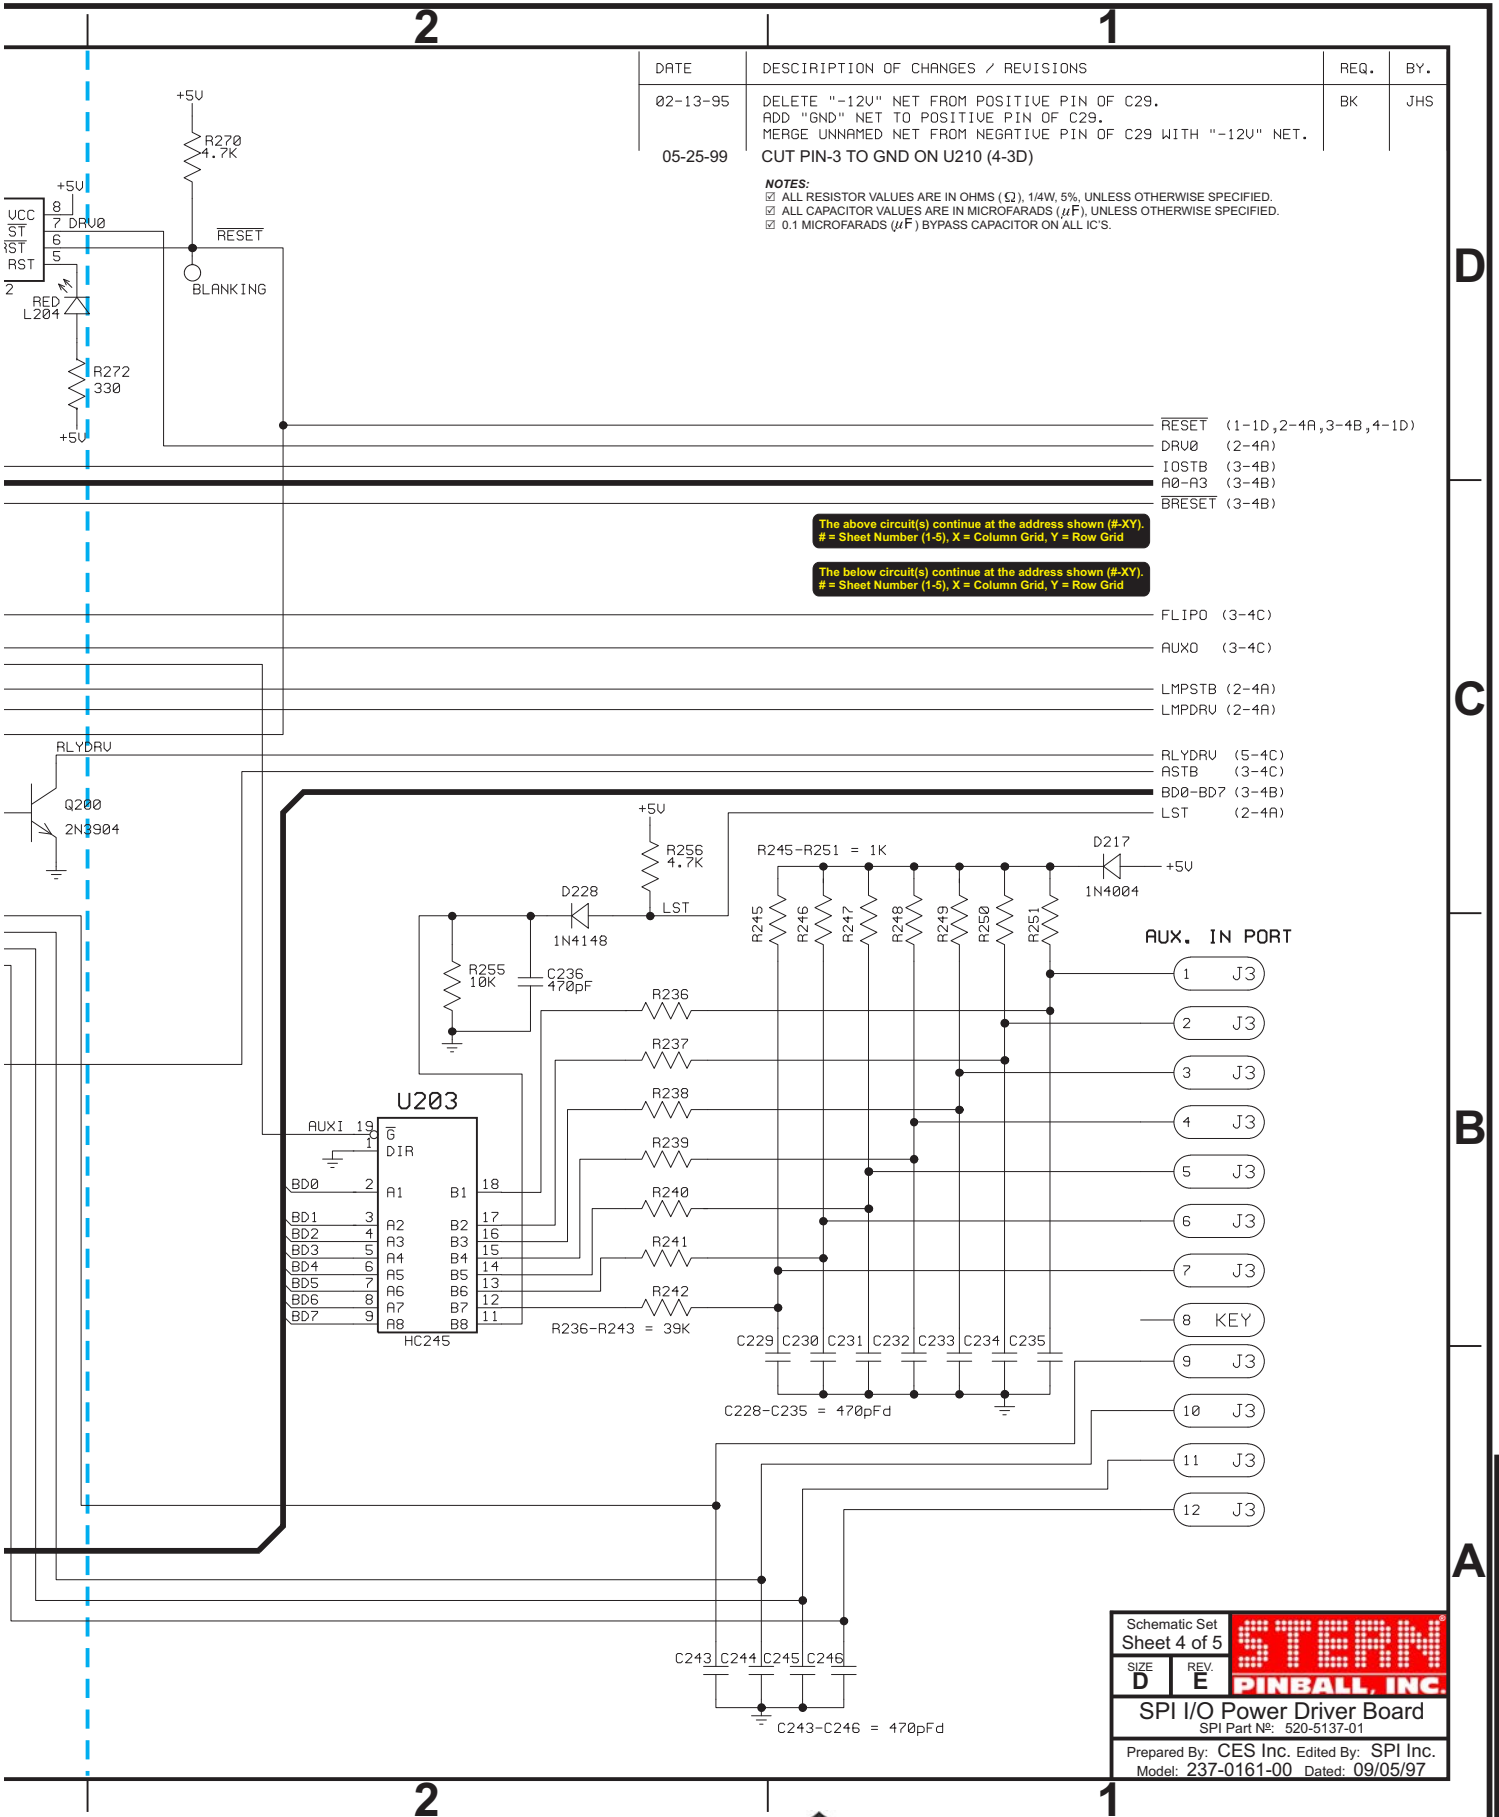 2 1
DATE DESCIRIPTION OF CHANGES / REVISIONS REQ. BY.
02-13-95 DELETE "-12V" NET FROM POSITIVE PIN OF C29. BK JHS
ADD "GND" NET TO POSITIVE PIN OF C29.
MERGE UNNAMED NET FROM NEGATIVE PIN OF C29 WITH "-12V" NET.
05-25-99 CUT PIN-3 TO GND ON U210 (4-3D)
NOTES:
☑ ALL RESISTOR VALUES ARE IN OHMS (Ω), 1/4W, 5%, UNLESS OTHERWISE SPECIFIED.
☑ ALL CAPACITOR VALUES ARE IN MICROFARADS (μF), UNLESS OTHERWISE SPECIFIED.
☑ 0.1 MICROFARADS (μF) BYPASS CAPACITOR ON ALL IC'S.
+5V
R270
4.7K
+5V
VCC 8
ST 7 DRV0
RST 6 RESET
RST 5
2
BLANKING
RED
L204
R272
330
+5V
D
RESET (1-1D,2-4A,3-4B,4-1D)
DRV0 (2-4A)
IOSTB (3-4B)
A0-A3 (3-4B)
BRESET (3-4B)
The above circuit(s) continue at the address shown (#-XY).
# = Sheet Number (1-5), X = Column Grid, Y = Row Grid
The below circuit(s) continue at the address shown (#-XY).
# = Sheet Number (1-5), X = Column Grid, Y = Row Grid
FLIPO (3-4C)
AUXO (3-4C)
LMPSTB (2-4A)
LMPDRV (2-4A)
C
RLYDRV
RLYDRV (5-4C)
ASTB (3-4C)
BD0-BD7 (3-4B)
LST (2-4A)
Q200
2N3904
+5V
R256
4.7K
LST
D228
1N4148
R255
10K
C236
470pF
R245-R251 = 1K
D217
1N4004
+5V
R245 R246 R247 R248 R249 R250 R251
AUX. IN PORT
1 J3
2 J3
3 J3
4 J3
5 J3
6 J3
7 J3
8 KEY
9 J3
10 J3
11 J3
12 J3
R236
R237
R238
R239
R240
R241
R242
R236-R243 = 39K
B
U203
AUXI 19 G
1 DIR
BD0 2 A1 B1 18
BD1 3 A2 B2 17
BD2 4 A3 B3 16
BD3 5 A4 B4 15
BD4 6 A5 B5 14
BD5 7 A6 B6 13
BD6 8 A7 B7 12
BD7 9 A8 B8 11
HC245
C229 C230 C231 C232 C233 C234 C235
C228-C235 = 470pFd
A
C243 C244 C245 C246
C243-C246 = 470pFd
Schematic Set
Sheet 4 of 5
SIZE D REV. E
STERN®
PINBALL, INC.
SPI I/O Power Driver Board
SPI Part Nº: 520-5137-01
Prepared By: CES Inc. Edited By: SPI Inc.
Model: 237-0161-00 Dated: 09/05/97
2 1